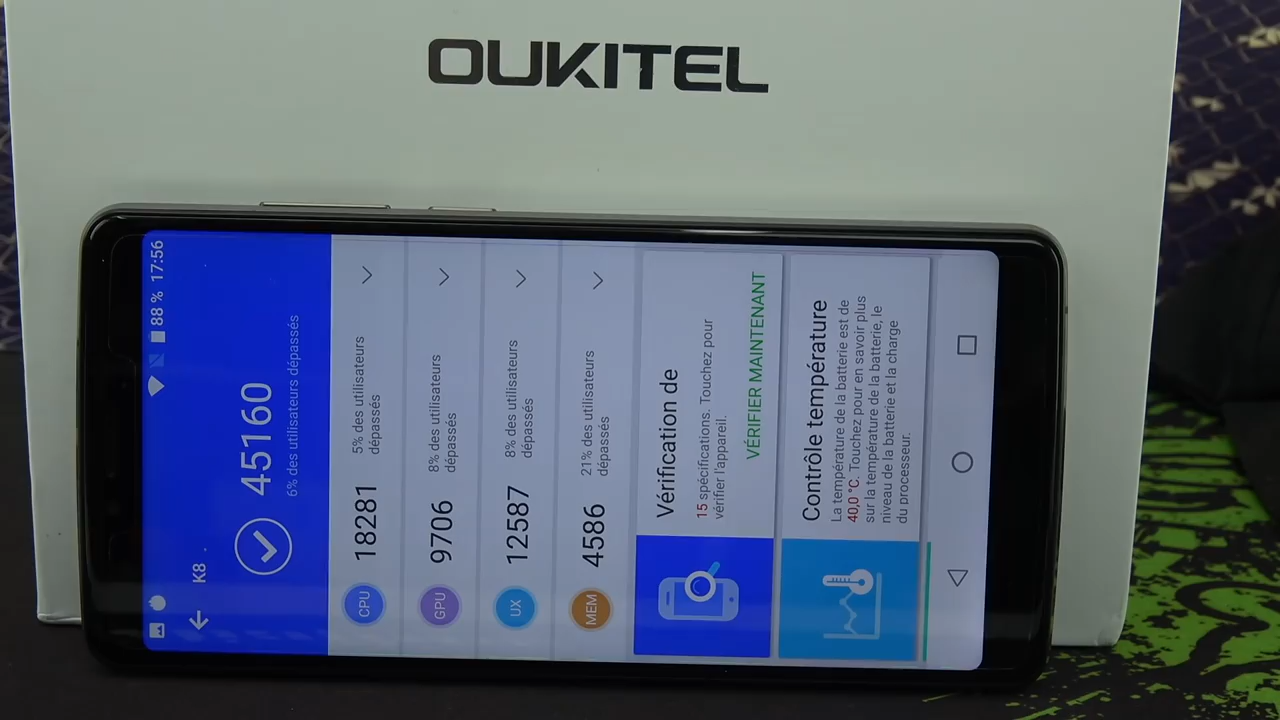 OUKITEL
88 % 17:56
K8
45160
6% des utilisateurs dépassés
CPU 18281 5% des utilisateurs
dépassés
GPU 9706 8% des utilisateurs
dépassés
UX 12587 8% des utilisateurs
dépassés
MEM 4586 21% des utilisateurs
dépassés
Vérification de
15 spécifications. Touchez pour
vérifier l'appareil.
VÉRIFIER MAINTENANT
Contrôle température
La température de la batterie est de
40,0 °C. Touchez pour en savoir plus
sur la température de la batterie, le
niveau de la batterie et la charge
du processeur.